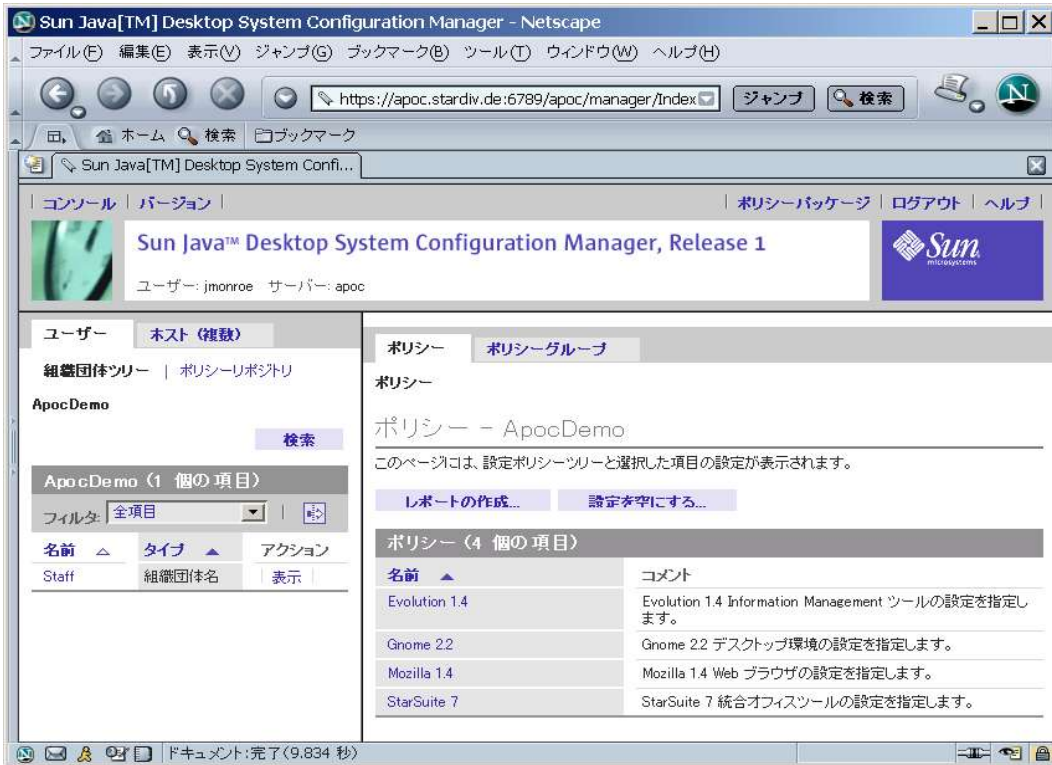 Sun Java[TM] Desktop System Configuration Manager - Netscape
ファイル(F) 編集(E) 表示(V) ジャンプ(G) ブックマーク(B) ツール(T) ウィンドウ(W) ヘルプ(H)
https://apoc.stardiv.de:6789/apoc/manager/Index
ジャンプ
検索
ホーム 検索 ブックマーク
Sun Java[TM] Desktop System Confi...
コンソール | バージョン |
| ポリシーパッケージ | ログアウト | ヘルプ |
Sun Java™ Desktop System Configuration Manager, Release 1
Sun
microsystems
ユーザー: jmonroe サーバー: apoc
ユーザー ホスト (複数)
組織団体ツリー | ポリシーリポジトリ
ApocDemo
検索
ApocDemo (1 個の項目)
フィルタ: 全項目
名前 タイプ アクション
Staff 組織団体名 表示
ポリシー ポリシーグループ
ポリシー
ポリシー - ApocDemo
このページには、設定ポリシーツリーと選択した項目の設定が表示されます。
レポートの作成... 設定を空にする...
ポリシー (4 個の項目)
名前 コメント
Evolution 1.4 Evolution 1.4 Information Management ツールの設定を指定し
ます。
Gnome 2.2 Gnome 2.2 デスクトップ環境の設定を指定します。
Mozilla 1.4 Mozilla 1.4 Web ブラウザの設定を指定します。
StarSuite 7 StarSuite 7 統合オフィスツールの設定を指定します。
ドキュメント:完了(9.834 秒)